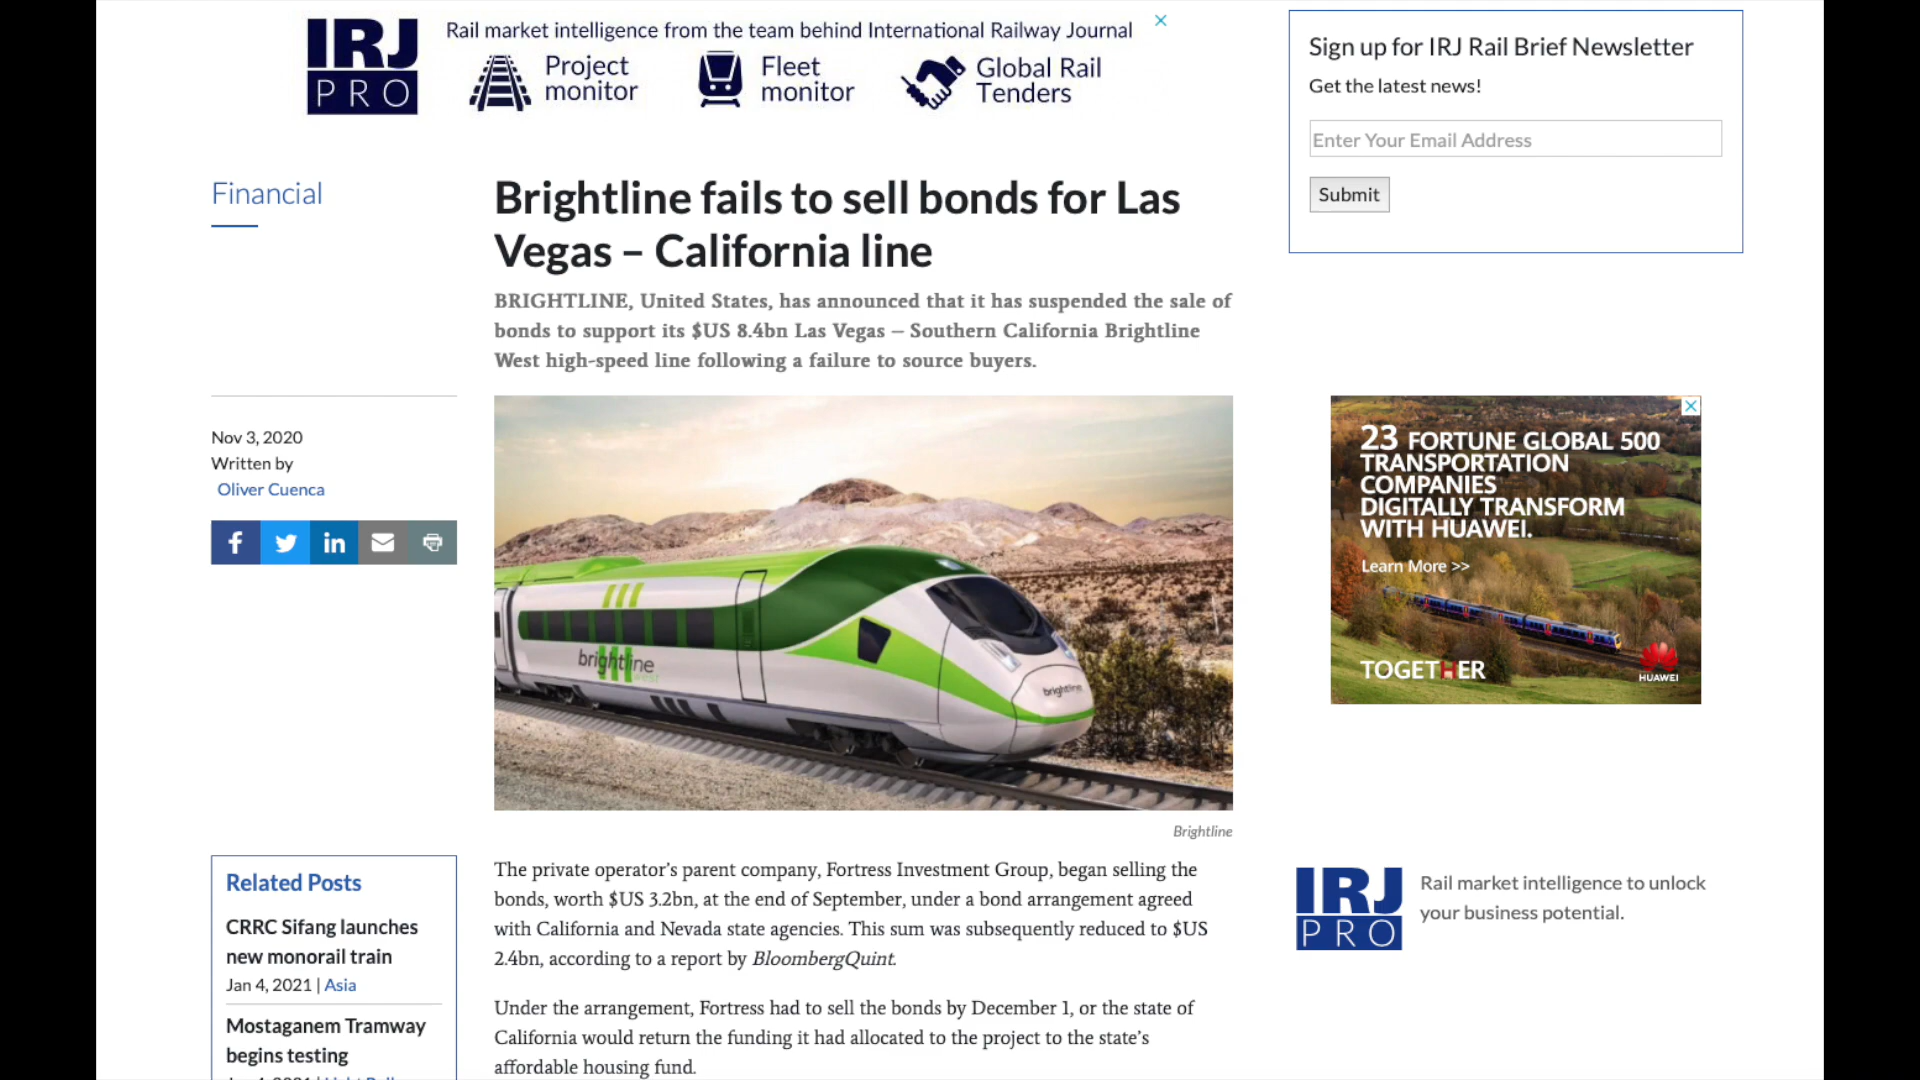 IRJ
PRO
Rail market intelligence from the team behind International Railway Journal
Project
monitor
Fleet
monitor
Global Rail
Tenders
Sign up for IRJ Rail Brief Newsletter
Get the latest news!
Enter Your Email Address
Submit
Financial
Brightline fails to sell bonds for Las
Vegas – California line
BRIGHTLINE, United States, has announced that it has suspended the sale of
bonds to support its $US 8.4bn Las Vegas – Southern California Brightline
West high-speed line following a failure to source buyers.
Nov 3, 2020
Written by
Oliver Cuenca
brightline
west
brightline
Brightline
23 FORTUNE GLOBAL 500
TRANSPORTATION
COMPANIES
DIGITALLY TRANSFORM
WITH HUAWEI.
Learn More >>
TOGETHER
HUAWEI
Related Posts
CRRC Sifang launches
new monorail train
Jan 4, 2021 | Asia
Mostaganem Tramway
begins testing
The private operator's parent company, Fortress Investment Group, began selling the
bonds, worth $US 3.2bn, at the end of September, under a bond arrangement agreed
with California and Nevada state agencies. This sum was subsequently reduced to $US
2.4bn, according to a report by BloombergQuint.
Under the arrangement, Fortress had to sell the bonds by December 1, or the state of
California would return the funding it had allocated to the project to the state's
affordable housing fund.
IRJ
PRO
Rail market intelligence to unlock
your business potential.